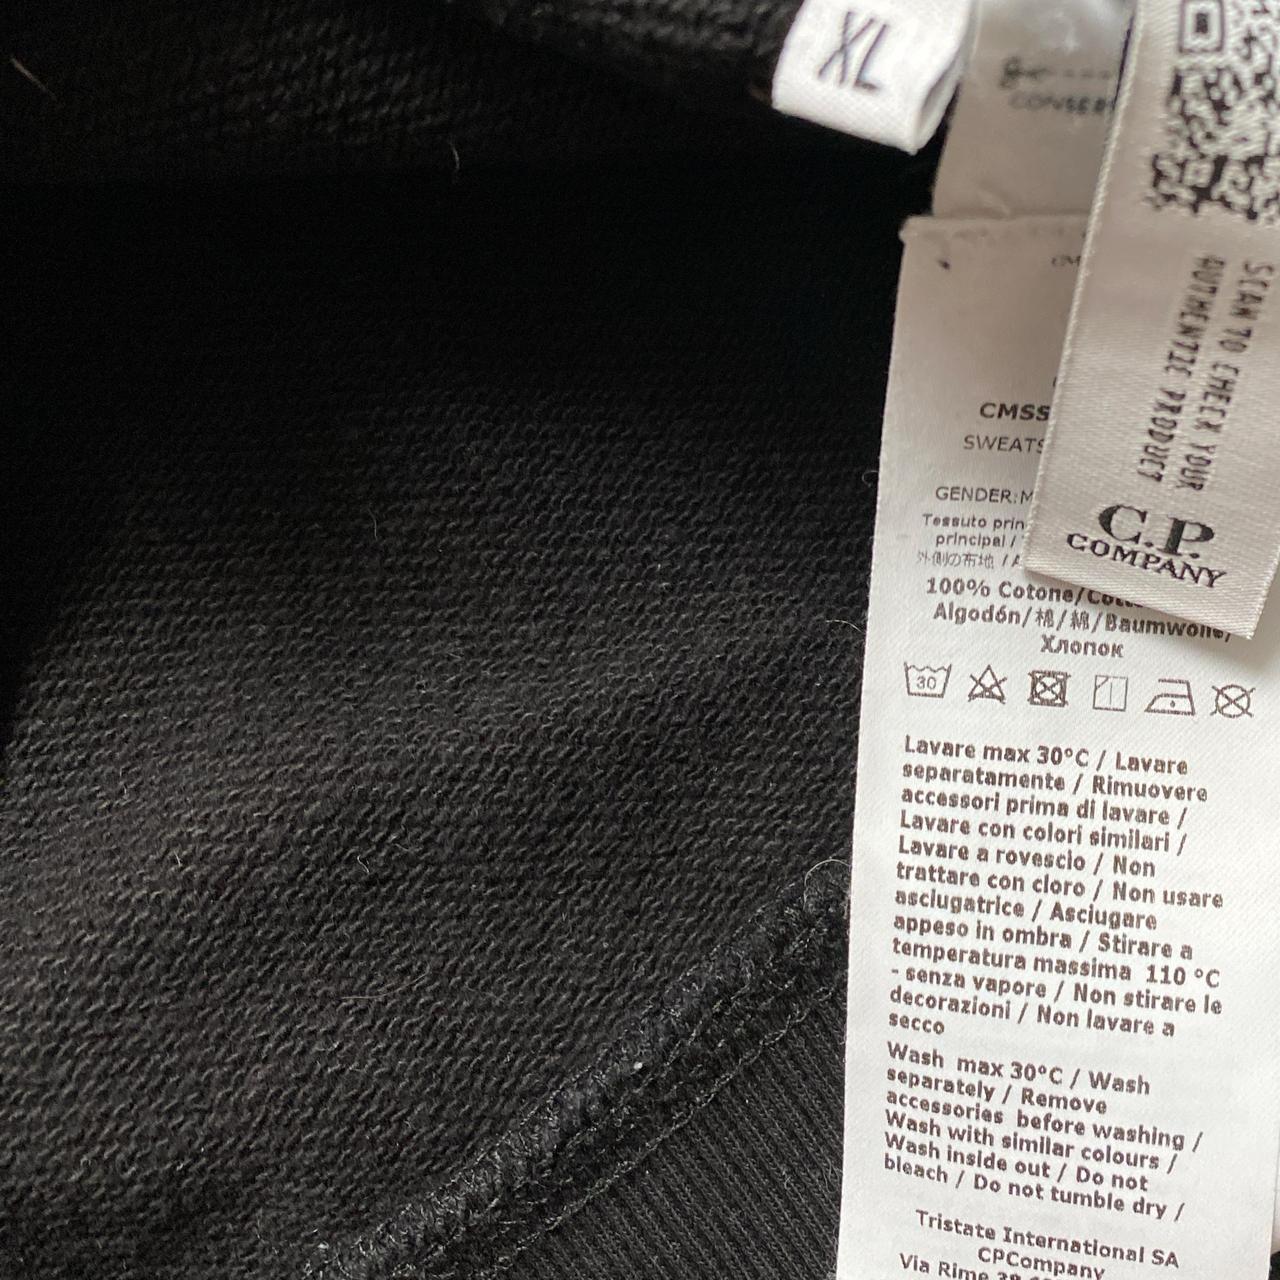 XL
CONSER
SCAN TO CHECK YOUR
AUTHENTIC PRODUCT
C.P.
COMPANY
CMSS
SWEATS
GENDER: M
Tessuto prin
principal /
外側の布地 / A
100% Cotone/Cot
Algodón/棉/綿/Baumwolle/
Хлопок
30
Lavare max 30°C / Lavare
separatamente / Rimuovere
accessori prima di lavare /
Lavare con colori similari /
Lavare a rovescio / Non
trattare con cloro / Non usare
asciugatrice / Asciugare
appeso in ombra / Stirare a
temperatura massima 110 °C
- senza vapore / Non stirare le
decorazioni / Non lavare a
secco
Wash max 30°C / Wash
separately / Remove
accessories before washing /
Wash with similar colours /
Wash inside out / Do not
bleach / Do not tumble dry /
Tristate International SA
CPCompany
Via Rime 38